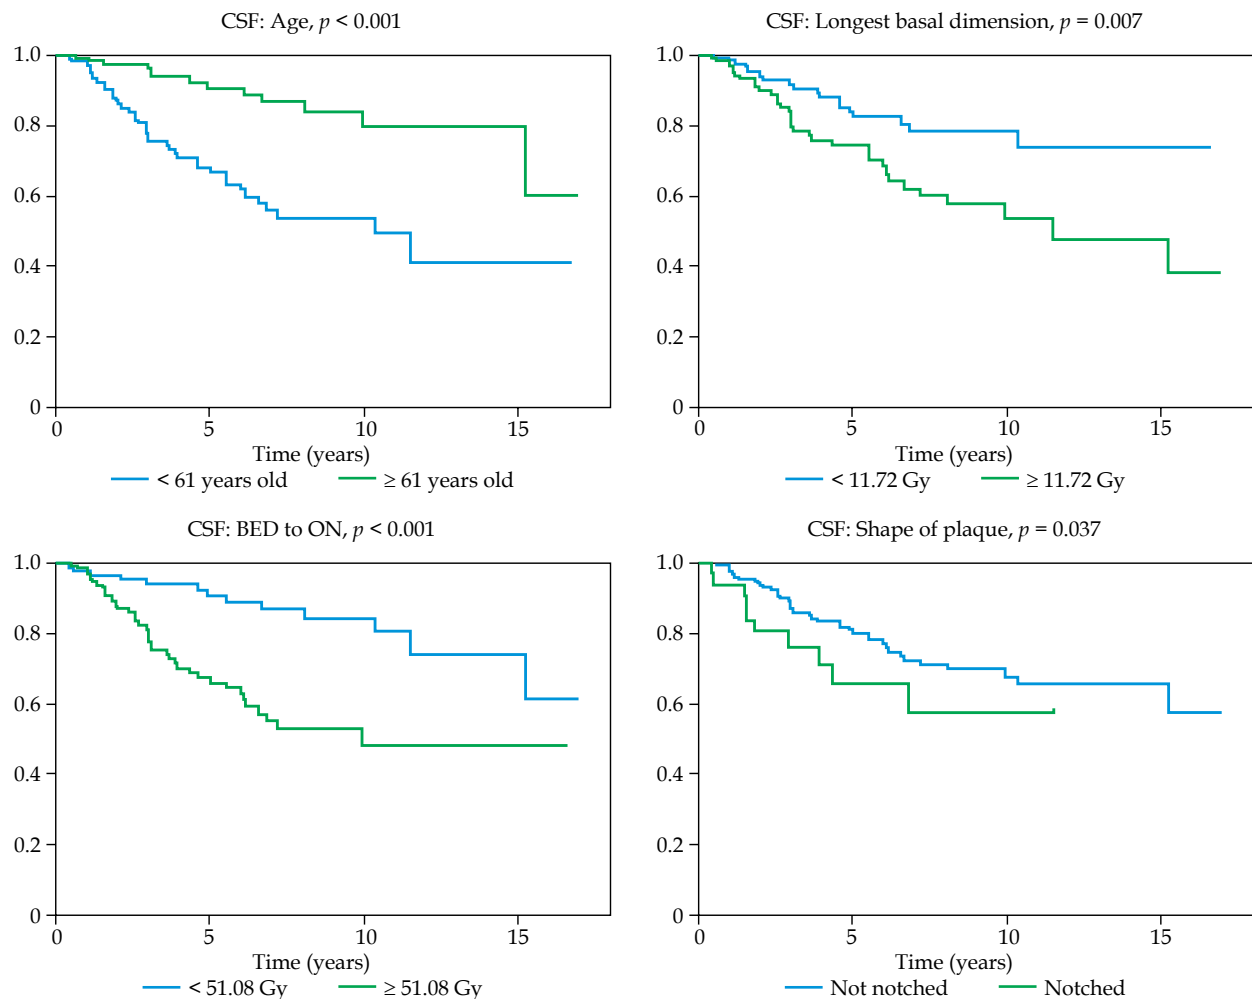 CSF: Age, p < 0.001
1.0
0.8
0.6
0.4
0.2
0
0 5 10 15
Time (years)
< 61 years old ≥ 61 years old
CSF: Longest basal dimension, p = 0.007
1.0
0.8
0.6
0.4
0.2
0
0 5 10 15
Time (years)
< 11.72 Gy ≥ 11.72 Gy
CSF: BED to ON, p < 0.001
1.0
0.8
0.6
0.4
0.2
0
0 5 10 15
Time (years)
< 51.08 Gy ≥ 51.08 Gy
CSF: Shape of plaque, p = 0.037
1.0
0.8
0.6
0.4
0.2
0
0 5 10 15
Time (years)
Not notched Notched